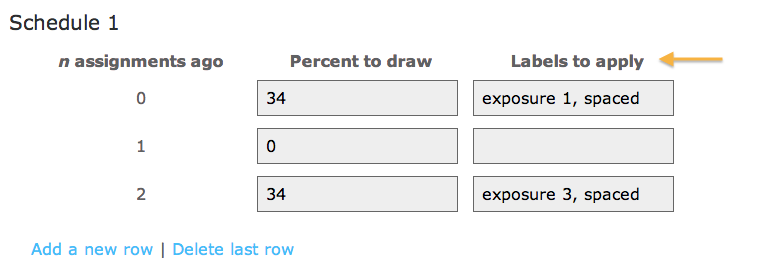 Schedule 1
n assignments ago Percent to draw Labels to apply
0 34 exposure 1, spaced
1 0
2 34 exposure 3, spaced
Add a new row | Delete last row